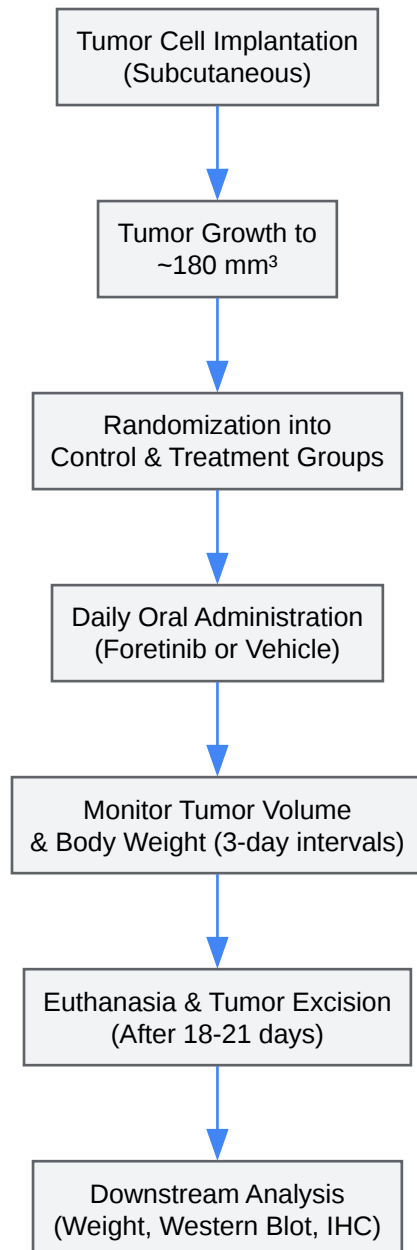 Tumor Cell Implantation
(Subcutaneous)
Tumor Growth to
~180 mm³
Randomization into
Control & Treatment Groups
Daily Oral Administration
(Foretinib or Vehicle)
Monitor Tumor Volume
& Body Weight (3-day intervals)
Euthanasia & Tumor Excision
(After 18-21 days)
Downstream Analysis
(Weight, Western Blot, IHC)